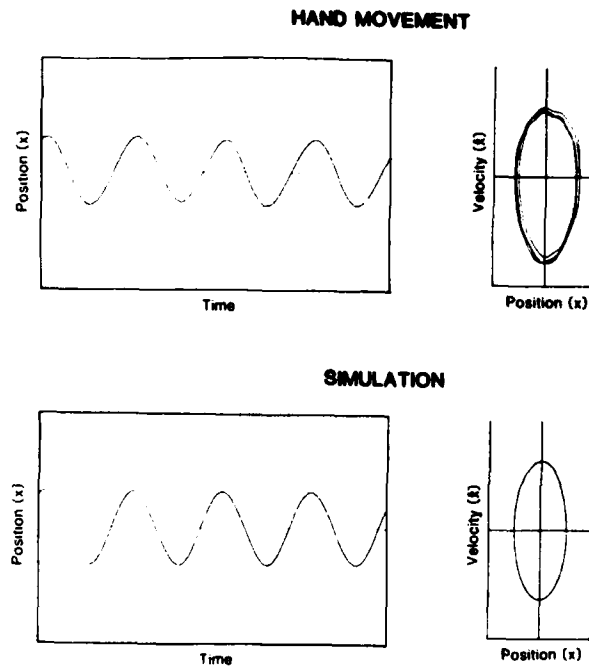 HAND MOVEMENT
Position (x)
Time
Velocity (ẋ)
Position (x)
SIMULATION
Position (x)
Time
Velocity (ẋ)
Position (x)